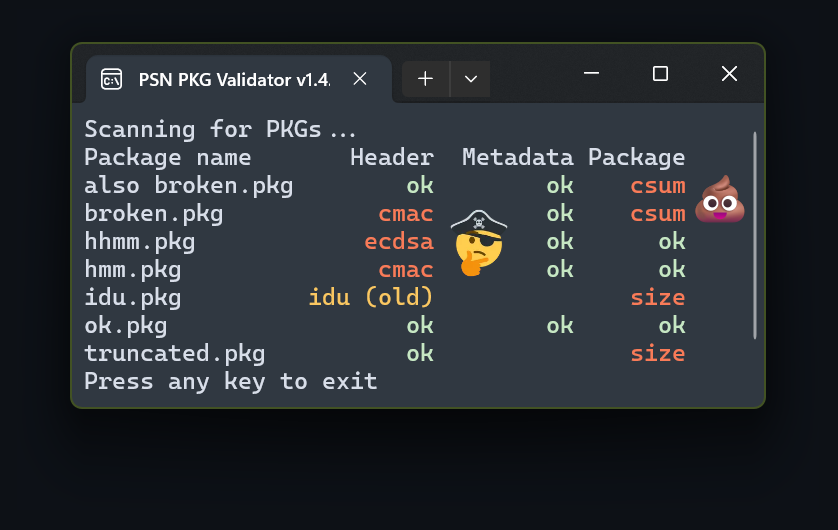 PSN PKG Validator v1.4.
Scanning for PKGs...
Package name Header Metadata Package
also broken.pkg ok ok csum
broken.pkg cmac ok csum
hhmm.pkg ecdsa ok ok
hmm.pkg cmac ok ok
idu.pkg idu (old) size
ok.pkg ok ok ok
truncated.pkg ok size
Press any key to exit